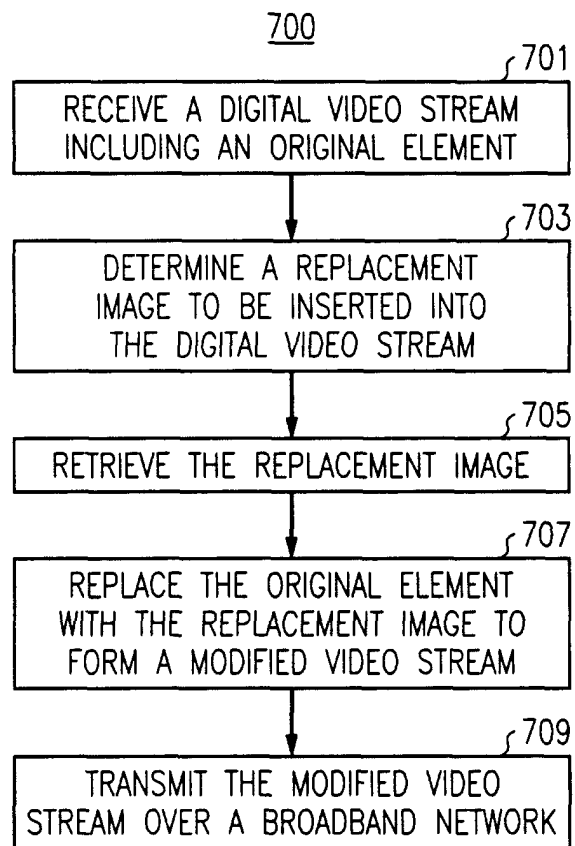 700
701
RECEIVE A DIGITAL VIDEO STREAM
INCLUDING AN ORIGINAL ELEMENT
703
DETERMINE A REPLACEMENT
IMAGE TO BE INSERTED INTO
THE DIGITAL VIDEO STREAM
705
RETRIEVE THE REPLACEMENT IMAGE
707
REPLACE THE ORIGINAL ELEMENT
WITH THE REPLACEMENT IMAGE TO
FORM A MODIFIED VIDEO STREAM
709
TRANSMIT THE MODIFIED VIDEO
STREAM OVER A BROADBAND NETWORK